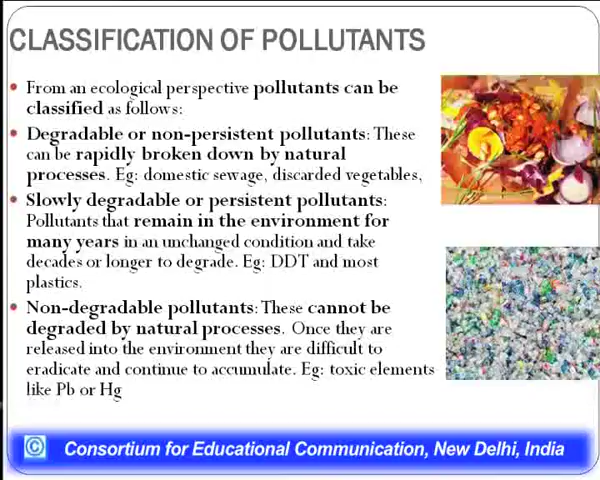 CLASSIFICATION OF POLLUTANTS
• From an ecological perspective pollutants can be
classified as follows:
• Degradable or non-persistent pollutants: These
can be rapidly broken down by natural
processes. Eg: domestic sewage, discarded vegetables,
• Slowly degradable or persistent pollutants:
Pollutants that remain in the environment for
many years in an unchanged condition and take
decades or longer to degrade. Eg: DDT and most
plastics.
• Non-degradable pollutants: These cannot be
degraded by natural processes. Once they are
released into the environment they are difficult to
eradicate and continue to accumulate. Eg: toxic elements
like Pb or Hg
© Consortium for Educational Communication, New Delhi, India